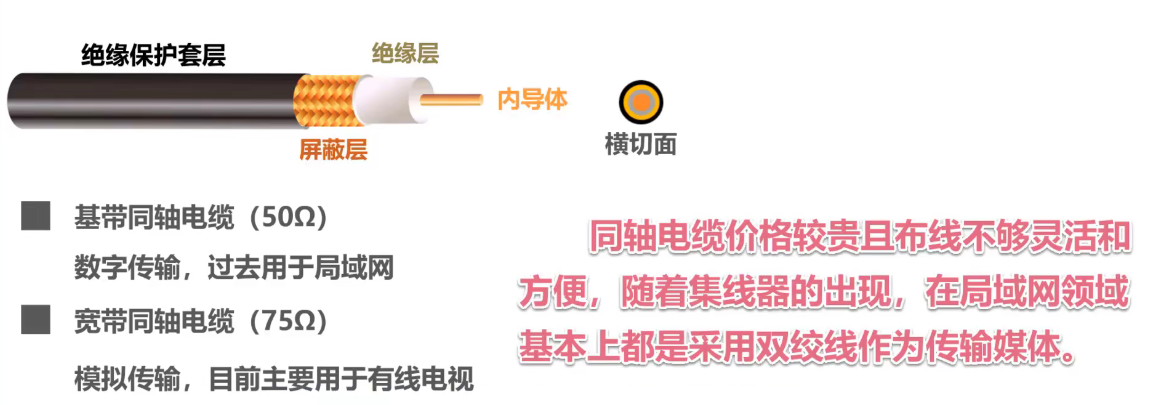 绝缘保护套层
绝缘层
内导体
屏蔽层
横切面
基带同轴电缆（50Ω）
数字传输，过去用于局域网
宽带同轴电缆（75Ω）
模拟传输，目前主要用于有线电视
同轴电缆价格较贵且布线不够灵活和
方便，随着集线器的出现，在局域网领域
基本上都是采用双绞线作为传输媒体。